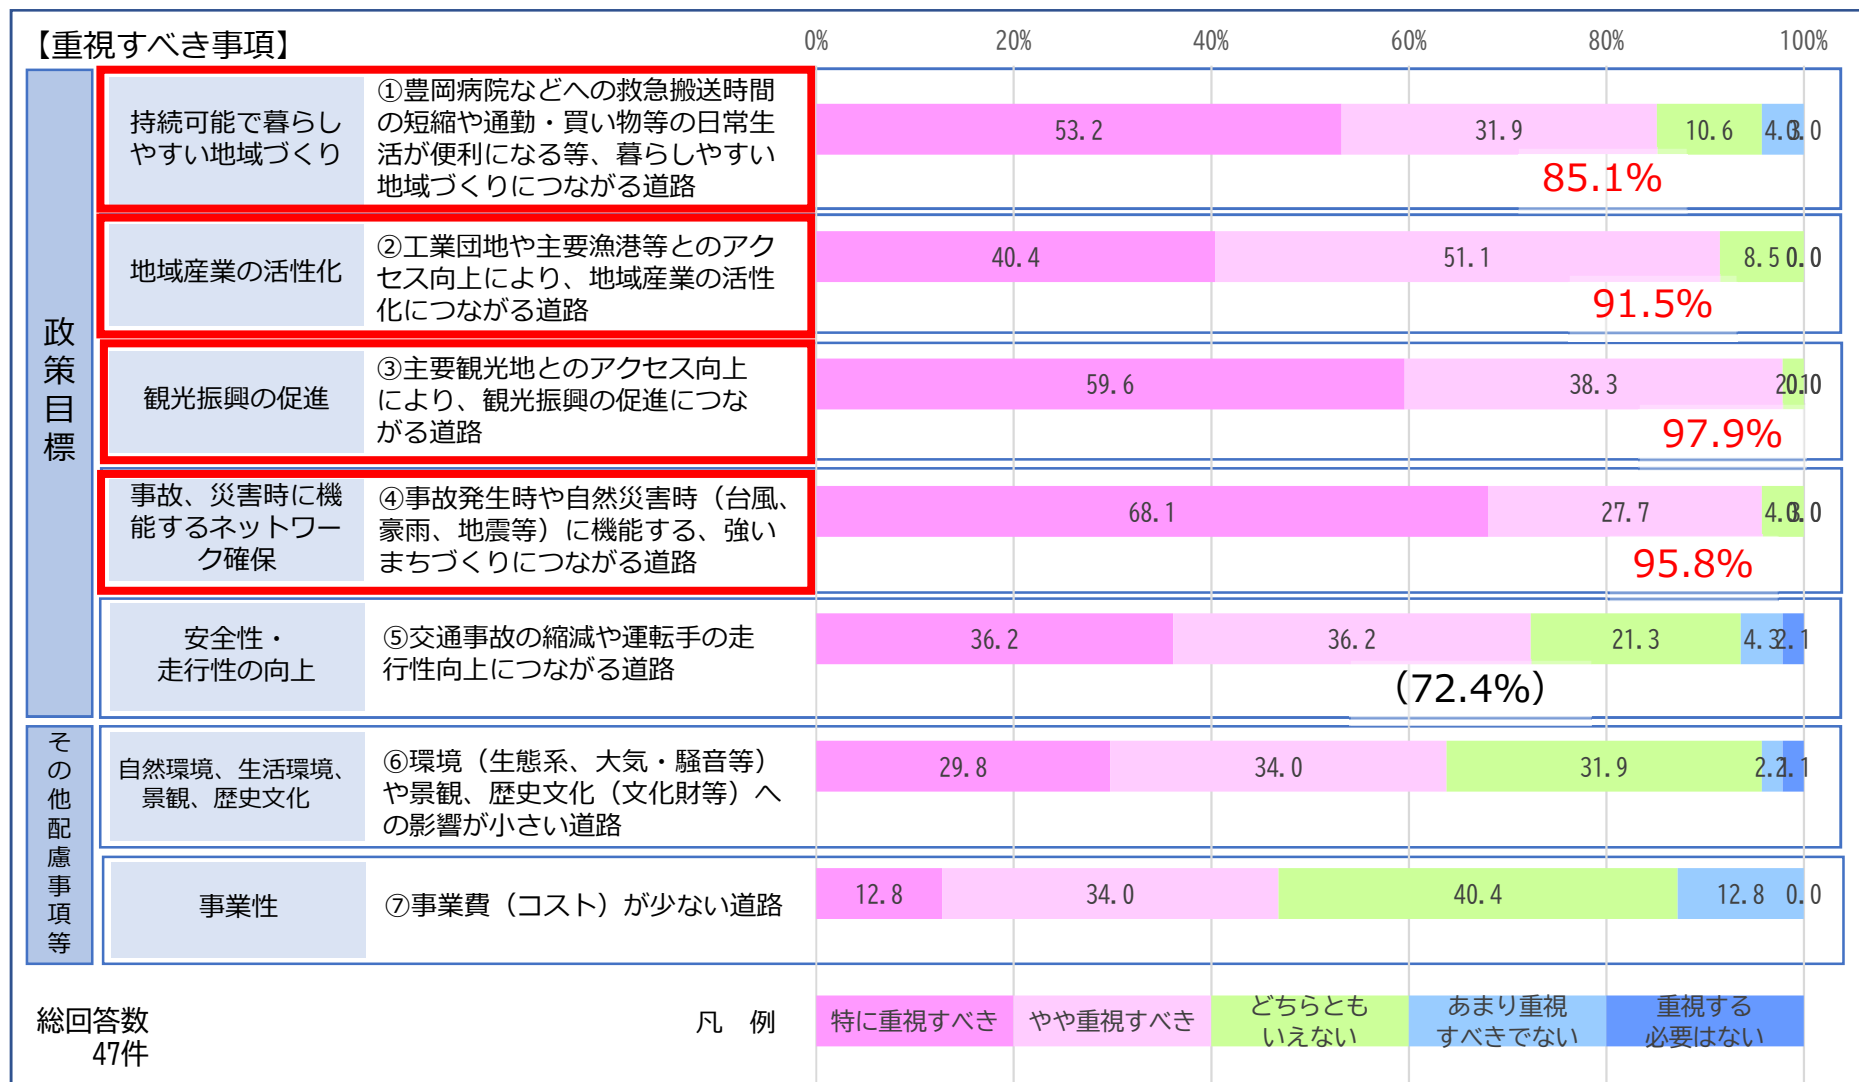 【重視すべき事項】
0%
20%
40%
60%
80%
100%
政策目標
持続可能で暮らし
やすい地域づくり
①豊岡病院などへの救急搬送時間
の短縮や通勤・買い物等の日常生
活が便利になる等、暮らしやすい
地域づくりにつながる道路
53.2
31.9
10.6
4.3
0.0
85.1%
地域産業の活性化
②工業団地や主要漁港等とのアク
セス向上により、地域産業の活性
化につながる道路
40.4
51.1
8.5
0.0
91.5%
観光振興の促進
③主要観光地とのアクセス向上
により、観光振興の促進につな
がる道路
59.6
38.3
2.1
0.0
97.9%
事故、災害時に機
能するネットワー
ク確保
④事故発生時や自然災害時（台風、
豪雨、地震等）に機能する、強い
まちづくりにつながる道路
68.1
27.7
4.3
0.0
95.8%
安全性・
走行性の向上
⑤交通事故の縮減や運転手の走
行性向上につながる道路
36.2
36.2
21.3
4.3
2.1
(72.4%)
その他配慮事項等
自然環境、生活環境、
景観、歴史文化
⑥環境（生態系、大気・騒音等）
や景観、歴史文化（文化財等）へ
の影響が小さい道路
29.8
34.0
31.9
2.1
2.1
事業性
⑦事業費（コスト）が少ない道路
12.8
34.0
40.4
12.8
0.0
総回答数
47件
凡 例
特に重視すべき
やや重視すべき
どちらとも
いえない
あまり重視
すべきでない
重視する
必要はない